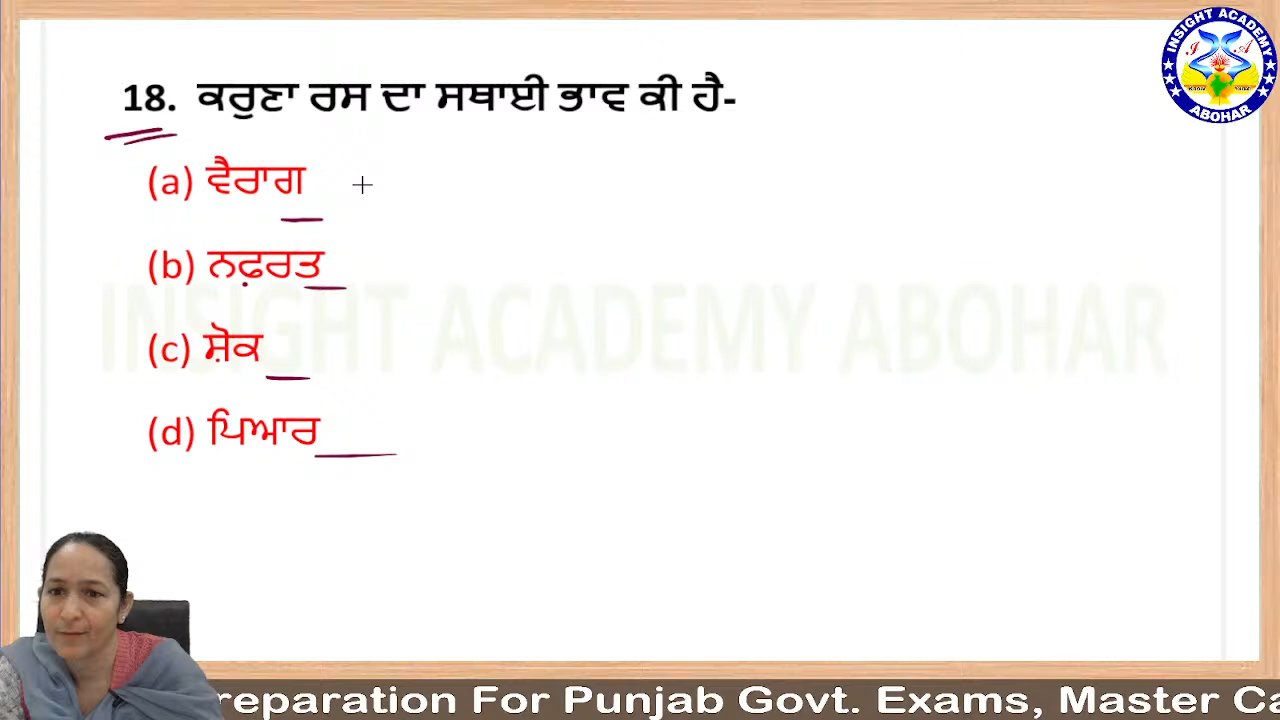 INSIGHT ACADEMY
I A
ABOHAR
18. ਕਰੁਣਾ ਰਸ ਦਾ ਸਥਾਈ ਭਾਵ ਕੀ ਹੈ-
(a) ਵੈਰਾਗ
(b) ਨਫ਼ਰਤ
(c) ਸ਼ੋਕ
(d) ਪਿਆਰ
INSIGHT ACADEMY ABOHAR
reparation For Punjab Govt. Exams, Master Ca